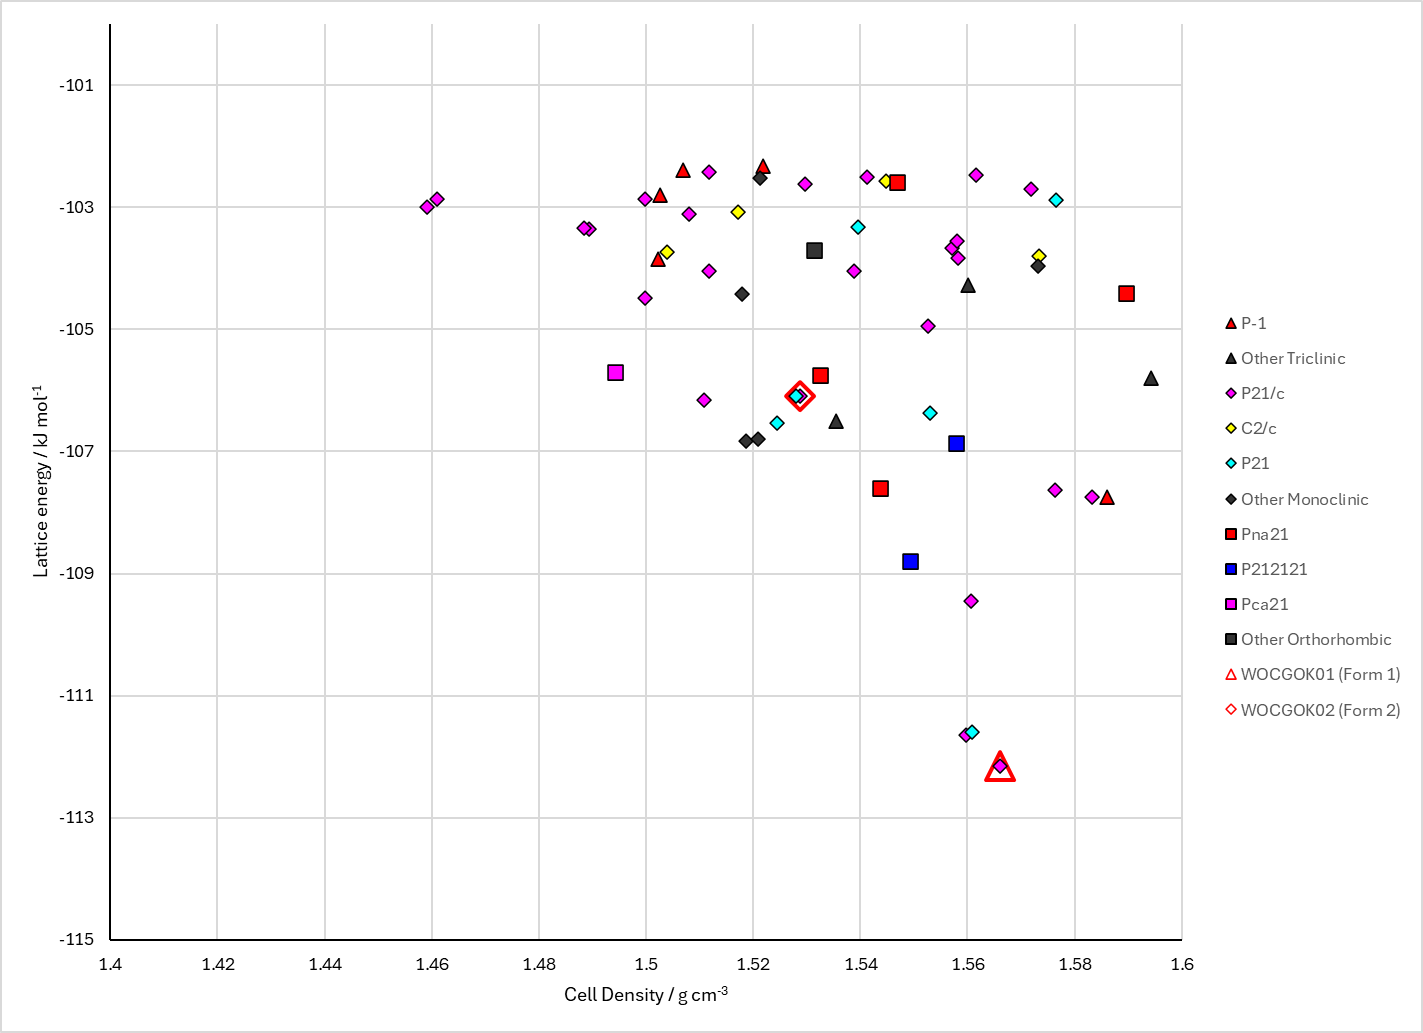 -101
-103
-105
-107
-109
-111
-113
-115
Lattice energy / kJ mol-1
1.4 1.42 1.44 1.46 1.48 1.5 1.52 1.54 1.56 1.58 1.6
Cell Density / g cm-3
P-1
Other Triclinic
P21/c
C2/c
P21
Other Monoclinic
Pna21
P212121
Pca21
Other Orthorhombic
WOCGOK01 (Form 1)
WOCGOK02 (Form 2)